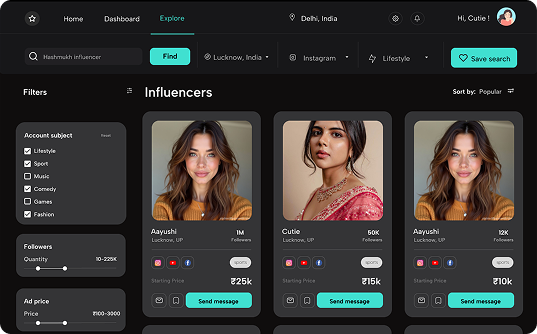 Home Dashboard Explore Delhi, India Hi, Cutie !
Hashmukh influencer Find Lucknow, India Instagram Lifestyle Save search
Filters Influencers Sort by: Popular
Account subject Reset
Lifestyle
Sport
Music
Comedy
Games
Fashion
Followers
Quantity 10-225K
Ad price
Price ₹100-3000
Aayushi 1M
Lucknow, UP Followers
sports
Starting Price ₹25k
Send message
Cutie 50K
Lucknow, UP Followers
sports
Starting Price ₹15k
Send message
Aayushi 12K
Lucknow, UP Followers
sports
Starting Price ₹10k
Send message